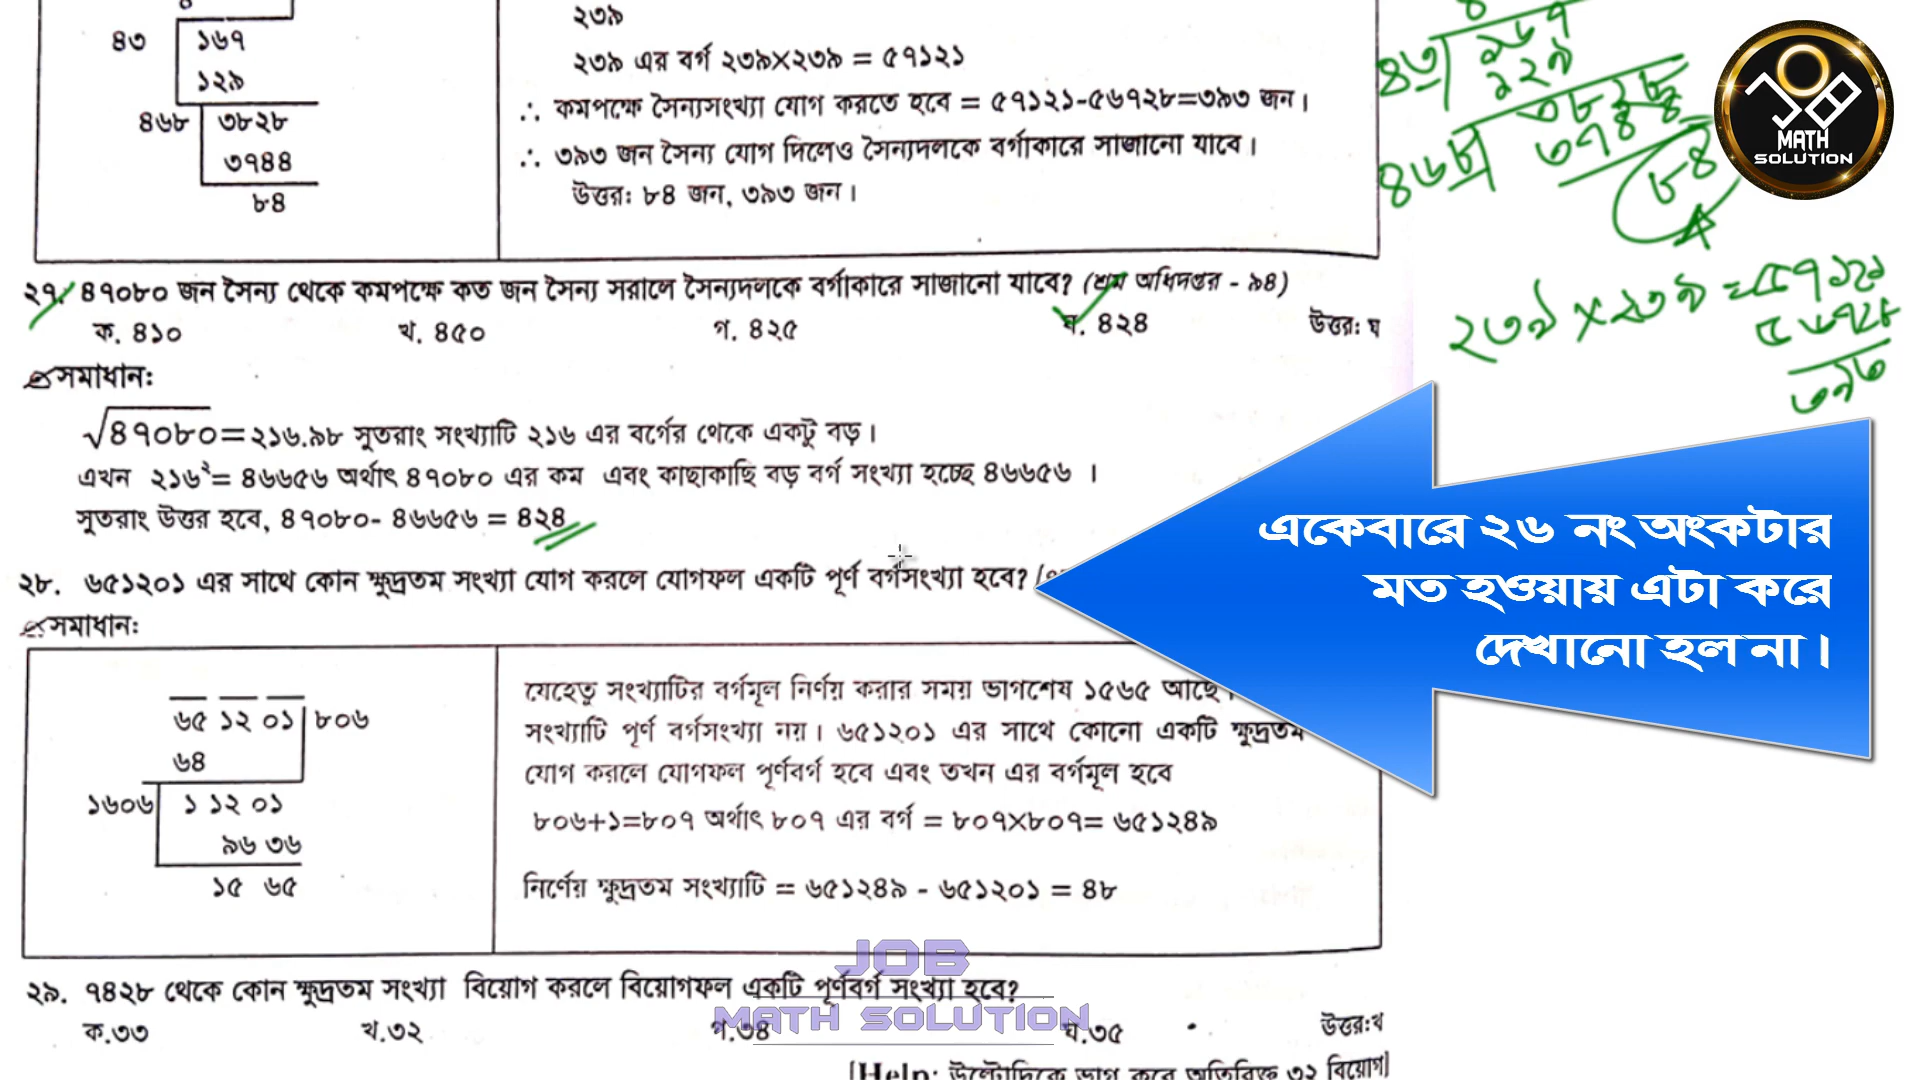 ৪৩ ১৬৭
১২৯
৪৬৮ ৩৮২৮
৩৭৪৪
৮৪
২৩৯
২৩৯ এর বর্গ ২৩৯×২৩৯ = ৫৭১২১
∴ কমপক্ষে সৈন্যসংখ্যা যোগ করতে হবে = ৫৭১২১-৫৬৭২৮=৩৯৩ জন।
∴ ৩৯৩ জন সৈন্য যোগ দিলেও সৈন্যদলকে বর্গাকারে সাজানো যাবে।
উত্তরঃ ৮৪ জন, ৩৯৩ জন।
৪৩ ১৬৭
১২৯
৩৮২৮
৪৬৮ ৩৭৪৪
৮৪
২৩৯ × ২৩৯ = ৫৭১২১
৫৬৭২৮
৩৯৩
MATH
SOLUTION
২৭. ৪৭০৮০ জন সৈন্য থেকে কমপক্ষে কত জন সৈন্য সরালে সৈন্যদলকে বর্গাকারে সাজানো যাবে? (শ্রম অধিদপ্তর - ৯৪)
ক. ৪১০ খ. ৪৫০ গ. ৪২৫ ঘ. ৪২৪ উত্তরঃ ঘ
সমাধানঃ
√৪৭০৮০ = ২১৬.৯৮ সুতরাং সংখ্যাটি ২১৬ এর বর্গের থেকে একটু বড়।
এখন ২১৬²= ৪৬৬৫৬ অর্থাৎ ৪৭০৮০ এর কম এবং কাছাকাছি বড় বর্গ সংখ্যা হচ্ছে ৪৬৬৫৬ ।
সুতরাং উত্তর হবে, ৪৭০৮০- ৪৬৬৫৬ = ৪২৪
একেবারে ২৬ নং অংকটার
মত হওয়ায় এটা করে
দেখানো হল না।
২৮. ৬৫১২০১ এর সাথে কোন ক্ষুদ্রতম সংখ্যা যোগ করলে যোগফল একটি পূর্ণ বর্গসংখ্যা হবে?
সমাধানঃ
৬৫ ১২ ০১ ৮০৬
৬৪
১৬০৬ ১ ১২ ০১
৯৬ ৩৬
১৫ ৬৫
যেহেতু সংখ্যাটির বর্গমূল নির্ণয় করার সময় ভাগশেষ ১৫৬৫ আছে।
সংখ্যাটি পূর্ণ বর্গসংখ্যা নয়। ৬৫১২০১ এর সাথে কোনো একটি ক্ষুদ্রতম
যোগ করলে যোগফল পূর্ণবর্গ হবে এবং তখন এর বর্গমূল হবে
৮০৬+১=৮০৭ অর্থাৎ ৮০৭ এর বর্গ = ৮০৭×৮০৭= ৬৫১২৪৯
নির্ণেয় ক্ষুদ্রতম সংখ্যাটি = ৬৫১২৪৯ - ৬৫১২০১ = ৪৮
JOB
MATH SOLUTION
২৯. ৭৪২৮ থেকে কোন ক্ষুদ্রতম সংখ্যা বিয়োগ করলে বিয়োগফল একটি পূর্ণবর্গ সংখ্যা হবে?
ক.৩৩ খ.৩২ গ.৩৪ ঘ.৩৫ উত্তরঃখ
[Help: উল্টোদিকে ভাগ করে অতিরিক্ত ৩২ বিয়োগ]